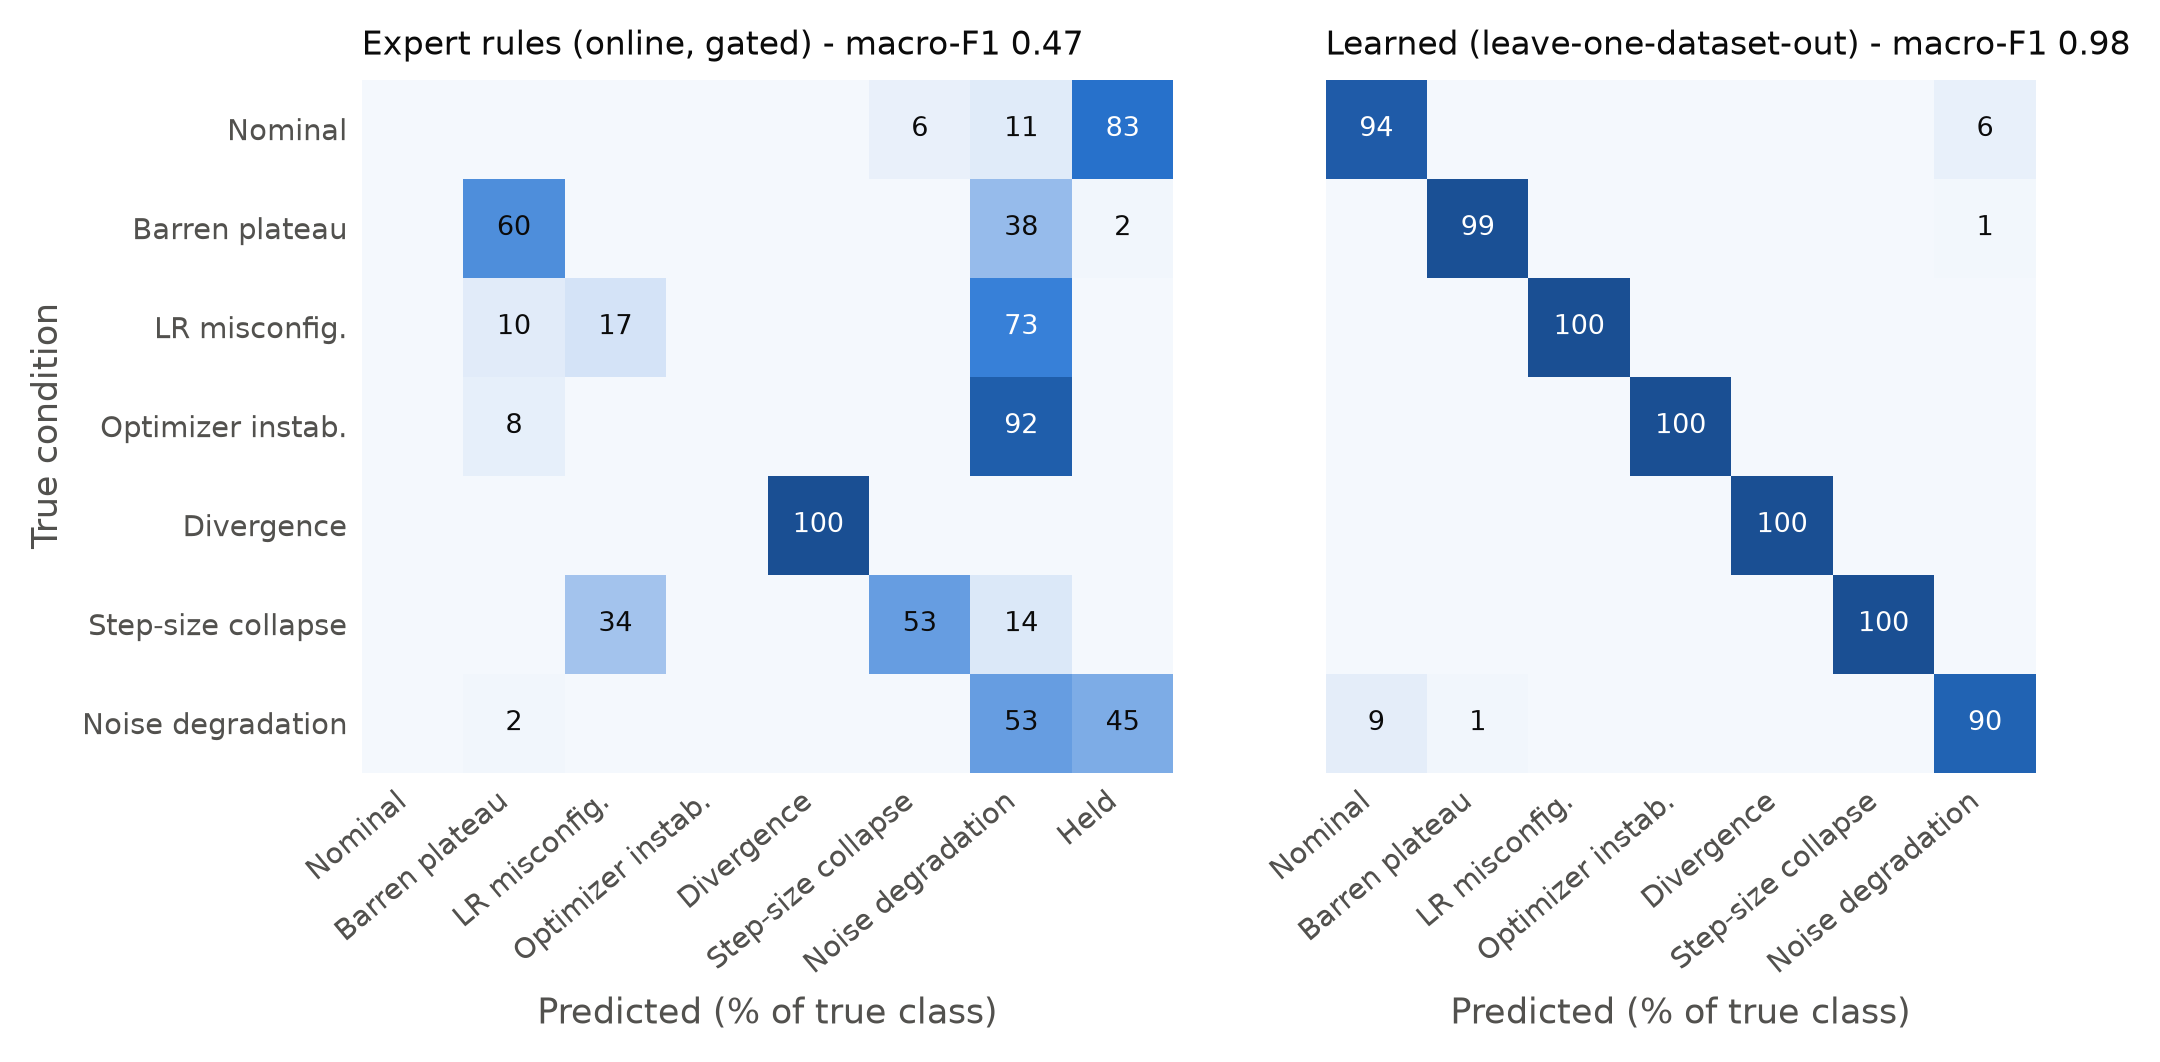 Expert rules (online, gated) - macro-F1 0.47
True condition
Nominal 6 11 83
Barren plateau 60 38 2
LR misconfig. 10 17 73
Optimizer instab. 8 92
Divergence 100
Step-size collapse 34 53 14
Noise degradation 2 53 45
Nominal
Barren plateau
LR misconfig.
Optimizer instab.
Divergence
Step-size collapse
Noise degradation
Held
Predicted (% of true class)
Learned (leave-one-dataset-out) - macro-F1 0.98
94 6
99 1
100
100
100
100
9 1 90
Nominal
Barren plateau
LR misconfig.
Optimizer instab.
Divergence
Step-size collapse
Noise degradation
Predicted (% of true class)